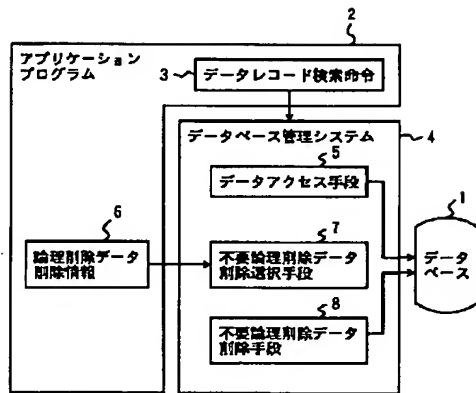 2
アプリケーション
プログラム
3
データレコード検索命令
データベース管理システム
4
5
データアクセス手段
1
データ
ベース
6
論理削除データ
削除情報
7
不要論理削除データ
削除選択手段
8
不要論理削除データ
削除手段